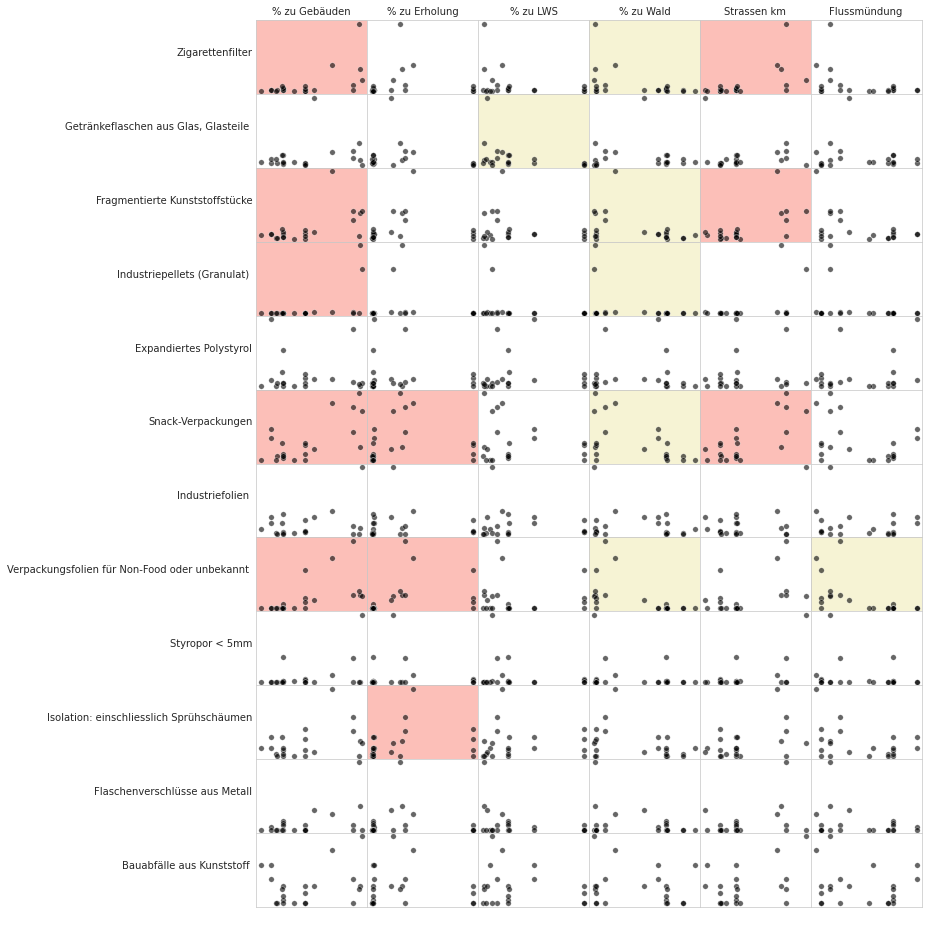 % zu Gebäuden % zu Erholung % zu LWS % zu Wald Strassen km Flussmündung
Zigarettenfilter
Getränkeflaschen aus Glas, Glasteile
Fragmentierte Kunststoffstücke
Industriepellets (Granulat)
Expandiertes Polystyrol
Snack-Verpackungen
Industriefolien
Verpackungsfolien für Non-Food oder unbekannt
Styropor < 5mm
Isolation: einschliesslich Sprühschäumen
Flaschenverschlüsse aus Metall
Bauabfälle aus Kunststoff